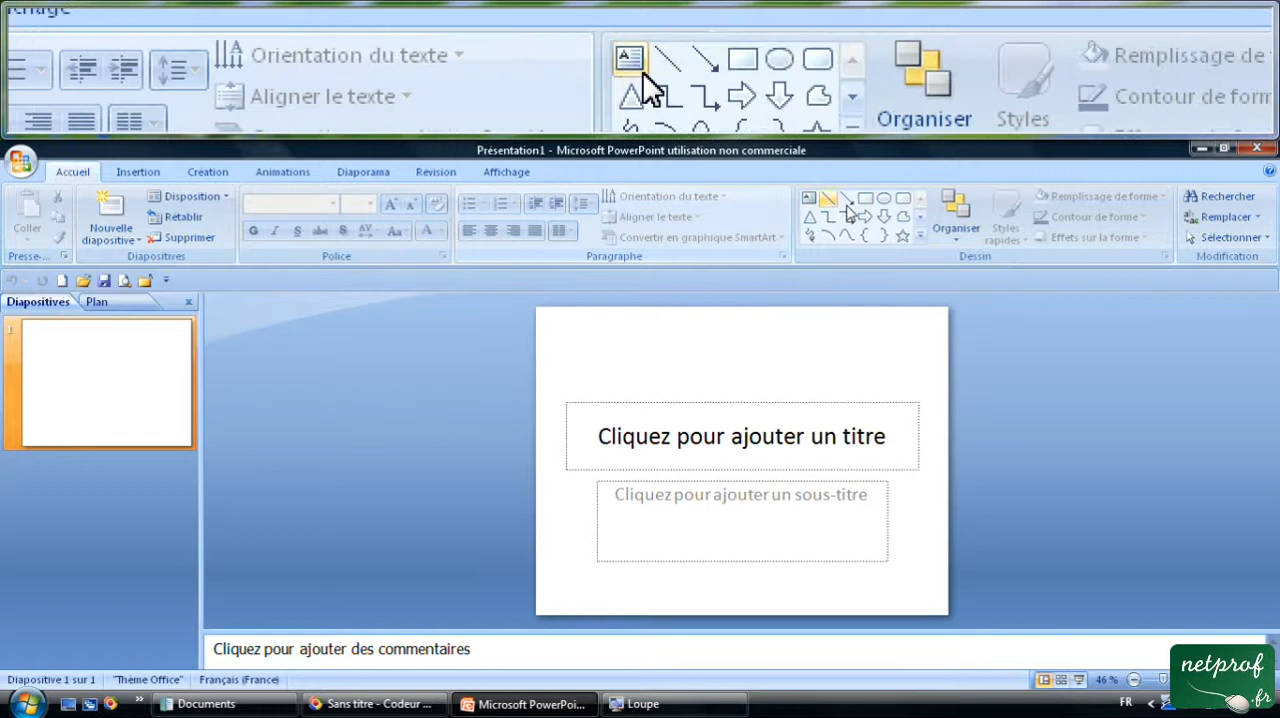 Orientation du texte
Aligner le texte
Organiser
Styles
Remplissage de
Contour de form
Présentation1 - Microsoft PowerPoint utilisation non commerciale
Accueil
Insertion
Création
Animations
Diaporama
Révision
Affichage
Coller
Presse-...
Nouvelle
diapositive
Disposition
Rétablir
Supprimer
Diapositives
G I S abc S AV Aa A
Police
Orientation du texte
Aligner le texte
Convertir en graphique SmartArt
Paragraphe
Organiser
Styles
rapides
Remplissage de forme
Contour de forme
Effets sur la forme
Dessin
Rechercher
Remplacer
Sélectionner
Modification
Diapositives
Plan
1
Cliquez pour ajouter un titre
Cliquez pour ajouter un sous-titre
Cliquez pour ajouter des commentaires
Diapositive 1 sur 1
"Thème Office"
Français (France)
46 %
netprof
.fr
Documents
Sans titre - Codeur ...
Microsoft PowerPoi...
Loupe
FR